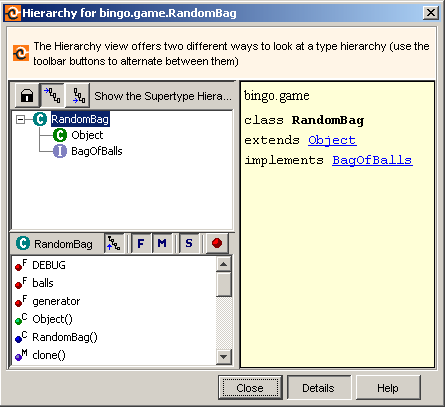 Hierarchy for bingo.game.RandomBag
The Hierarchy view offers two different ways to look at a type hierarchy (use the
toolbar buttons to alternate between them)
Show the Supertype Hiera...
C RandomBag
C Object
I BagOfBalls
bingo.game
class RandomBag
extends Object
implements BagOfBalls
C RandomBag F M S
F DEBUG
F balls
F generator
C Object()
C RandomBag()
M clone()
Close Details Help